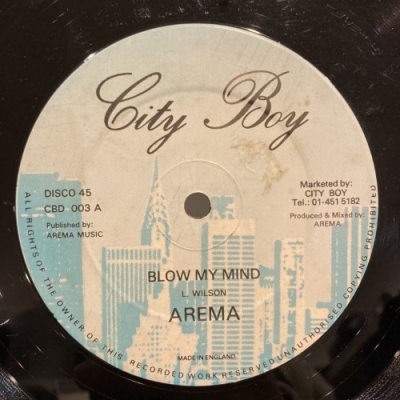 City Boy
DISCO 45
CBD 003 A
Published by:
AREMA MUSIC
Marketed by:
CITY BOY
Tel.: 01-451 5182
Produced & Mixed by:
AREMA
BLOW MY MIND
L. WILSON
AREMA
MADE IN ENGLAND
ALL RIGHTS OF THE OWNER OF THIS RECORDED WORK RESERVED UNAUTHORISED COPYING PROHIBITED